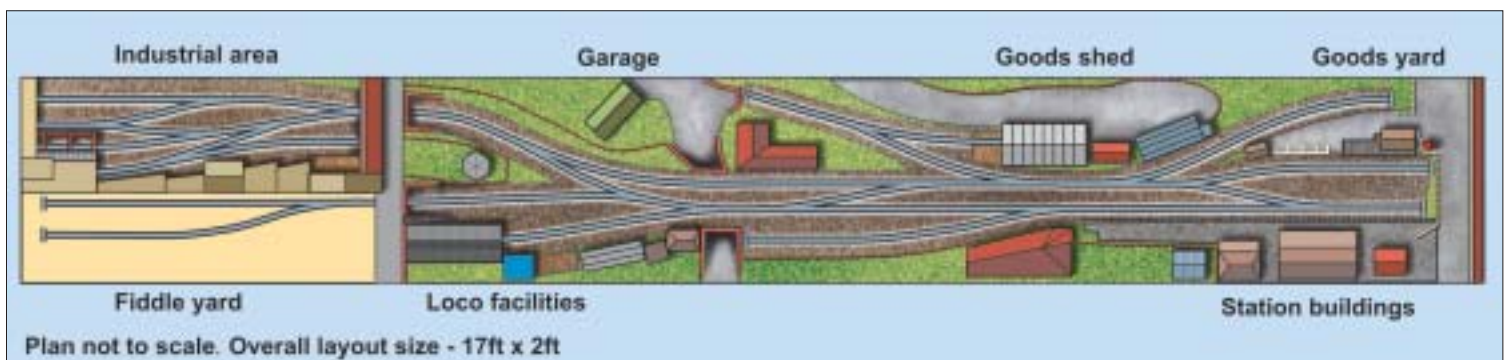 Industrial area
Garage
Goods shed
Goods yard
Fiddle yard
Loco facilities
Station buildings
Plan not to scale. Overall layout size - 17ft x 2ft